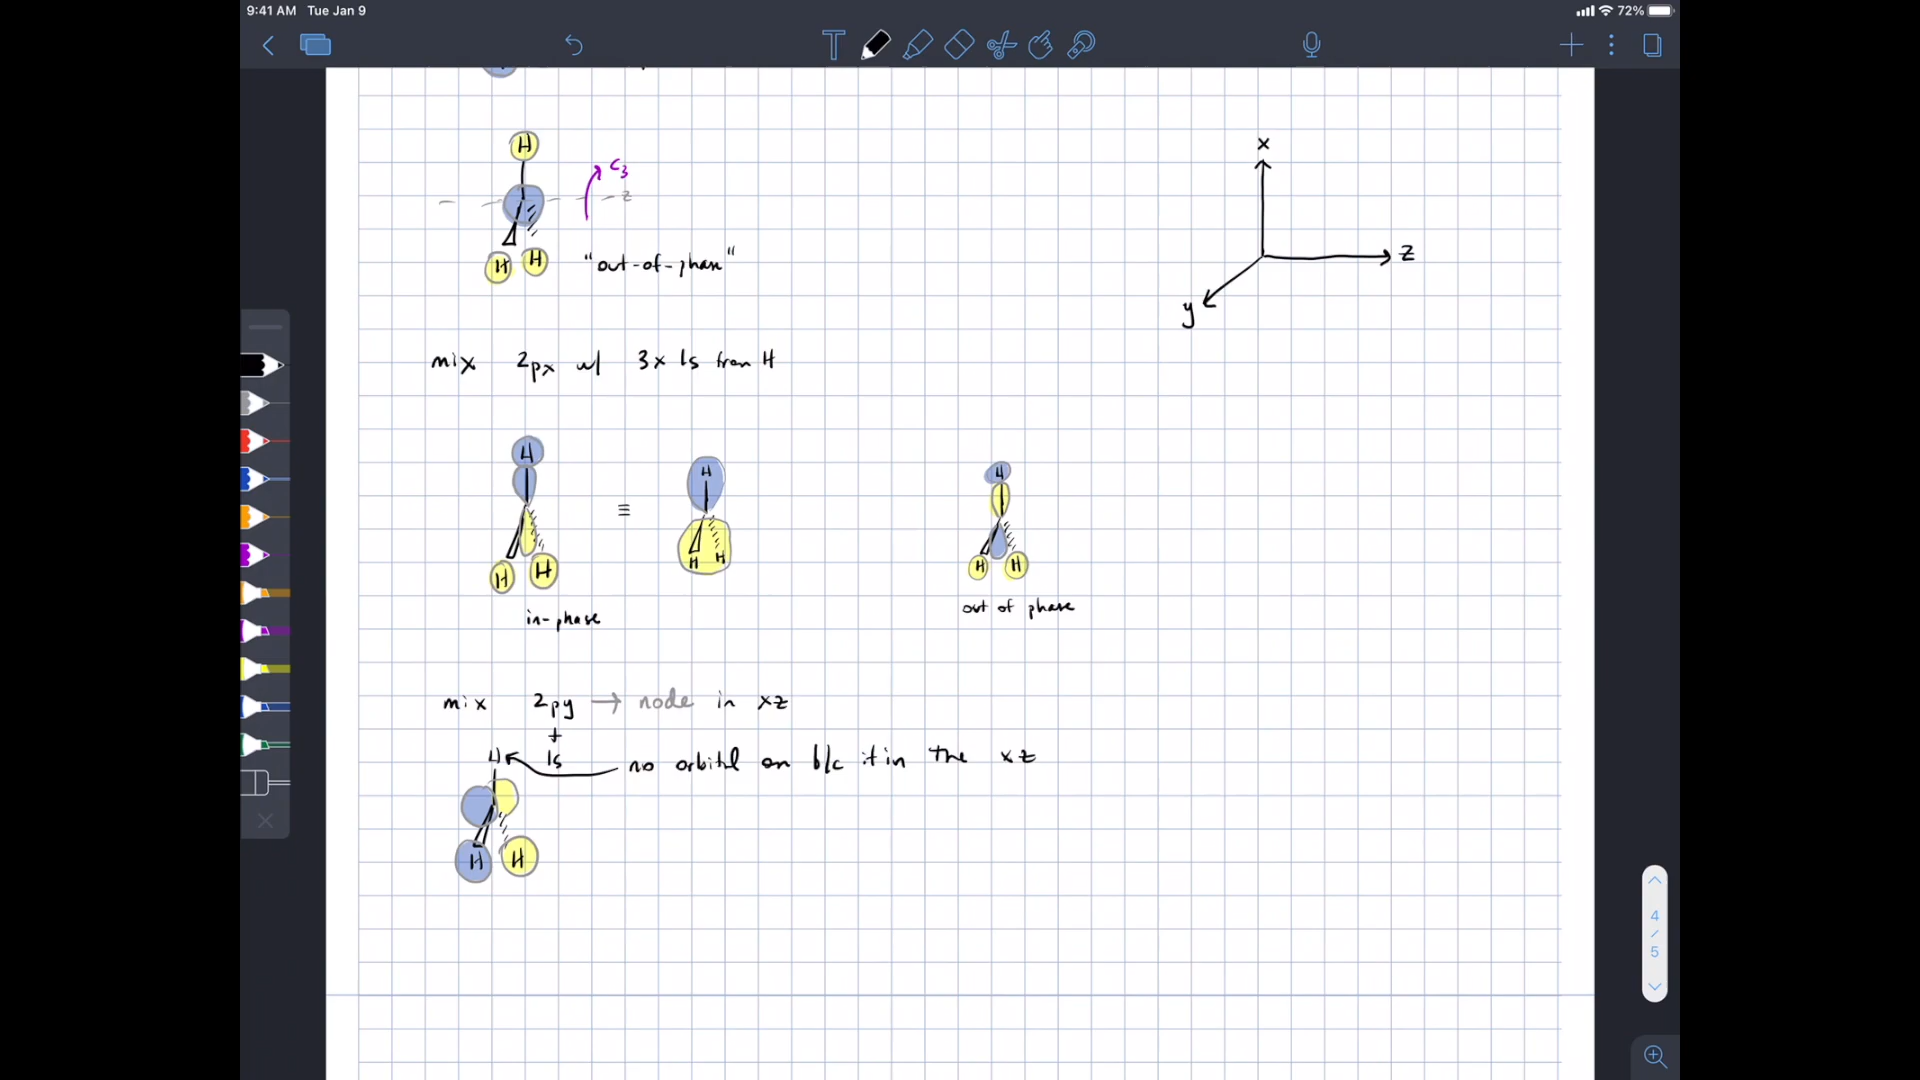 9:41 AM Tue Jan 9
72%
H
C3
z
H H
"out-of-phase"
x
z
y
mix 2px w/ 3x 1s from H
H
H H
in-phase
≡
H
H H
H
H H
out of phase
mix 2py → node in xz
+
H 1s no orbital on b/c it in the xz
H H
4
/
5